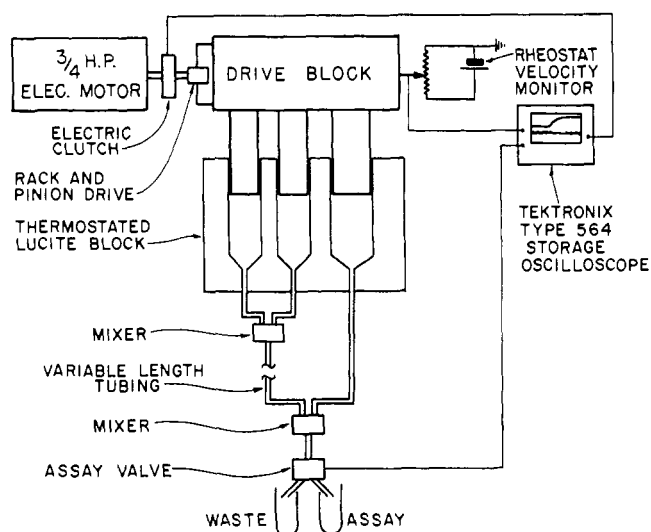 3/4 H.P.
ELEC. MOTOR
DRIVE BLOCK
RHEOSTAT
VELOCITY
MONITOR
ELECTRIC
CLUTCH
RACK AND
PINION DRIVE
THERMOSTATED
LUCITE BLOCK
TEKTRONIX
TYPE 564
STORAGE
OSCILLOSCOPE
MIXER
VARIABLE LENGTH
TUBING
MIXER
ASSAY VALVE
WASTE
ASSAY